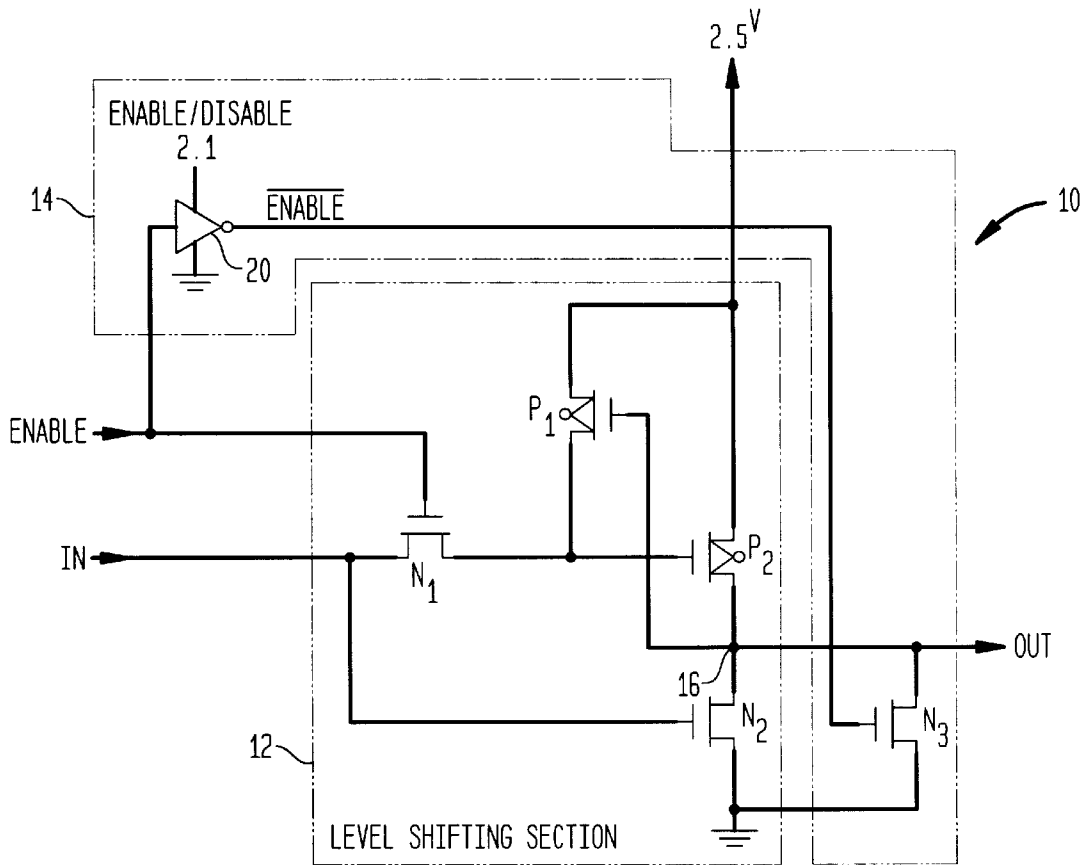 2.5V
ENABLE/DISABLE
2.1
14
ENABLE
20
10
P1
ENABLE
IN
N1
P2
OUT
16
N2
N3
12
LEVEL SHIFTING SECTION